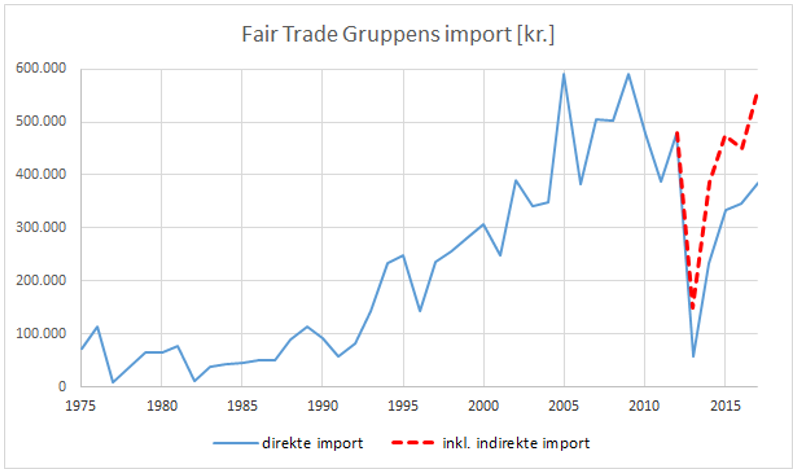 Fair Trade Gruppens import [kr.]
600.000
500.000
400.000
300.000
200.000
100.000
0
1975 1980 1985 1990 1995 2000 2005 2010 2015
direkte import inkl. indirekte import